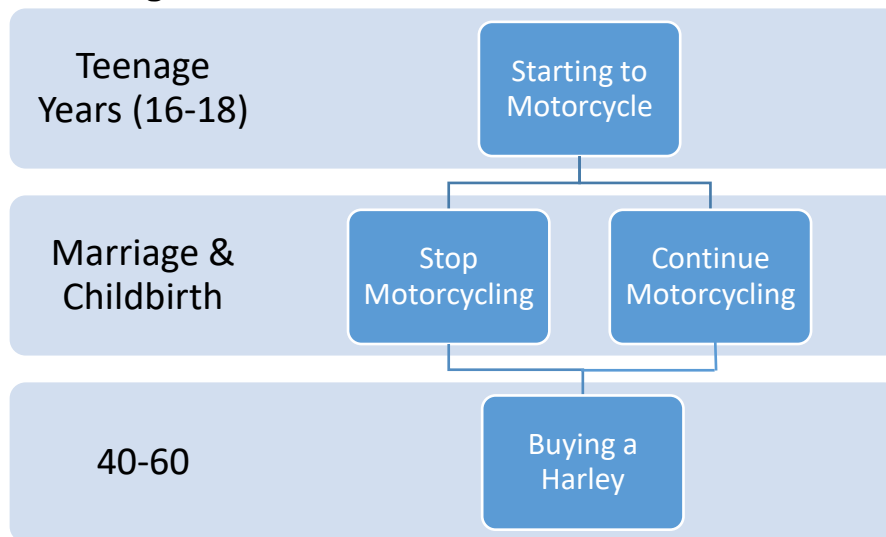 Teenage
Years (16-18)
Starting to
Motorcycle
Marriage &
Childbirth
Stop
Motorcycling
Continue
Motorcycling
40-60
Buying a
Harley